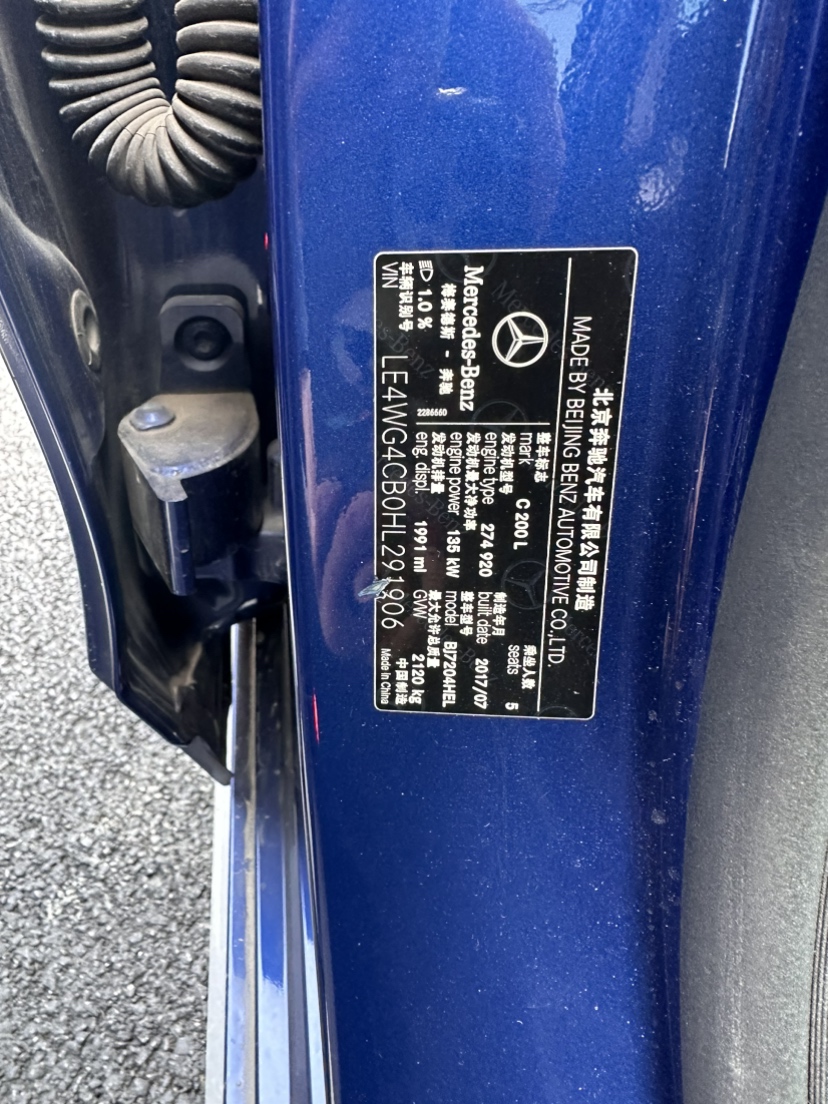 北京奔驰汽车有限公司制造
MADE BY BEIJING BENZ AUTOMOTIVE CO.,LTD.
整车标志
mark C 200 L
乘坐人数
seats 5
发动机型号
engine type 274 920
制造年月
built date 2017/07
发动机最大净功率
engine power 135 kW
整车型号
model BJ7204HEL
发动机排量
eng. displ. 1991 ml
最大允许总质量
GVW 2120 kg
Mercedes-Benz
梅赛德斯 - 奔驰
2286660
1.0 %
车辆识别号
VIN LE4WG4CB0HL291906
中国制造
Made in China